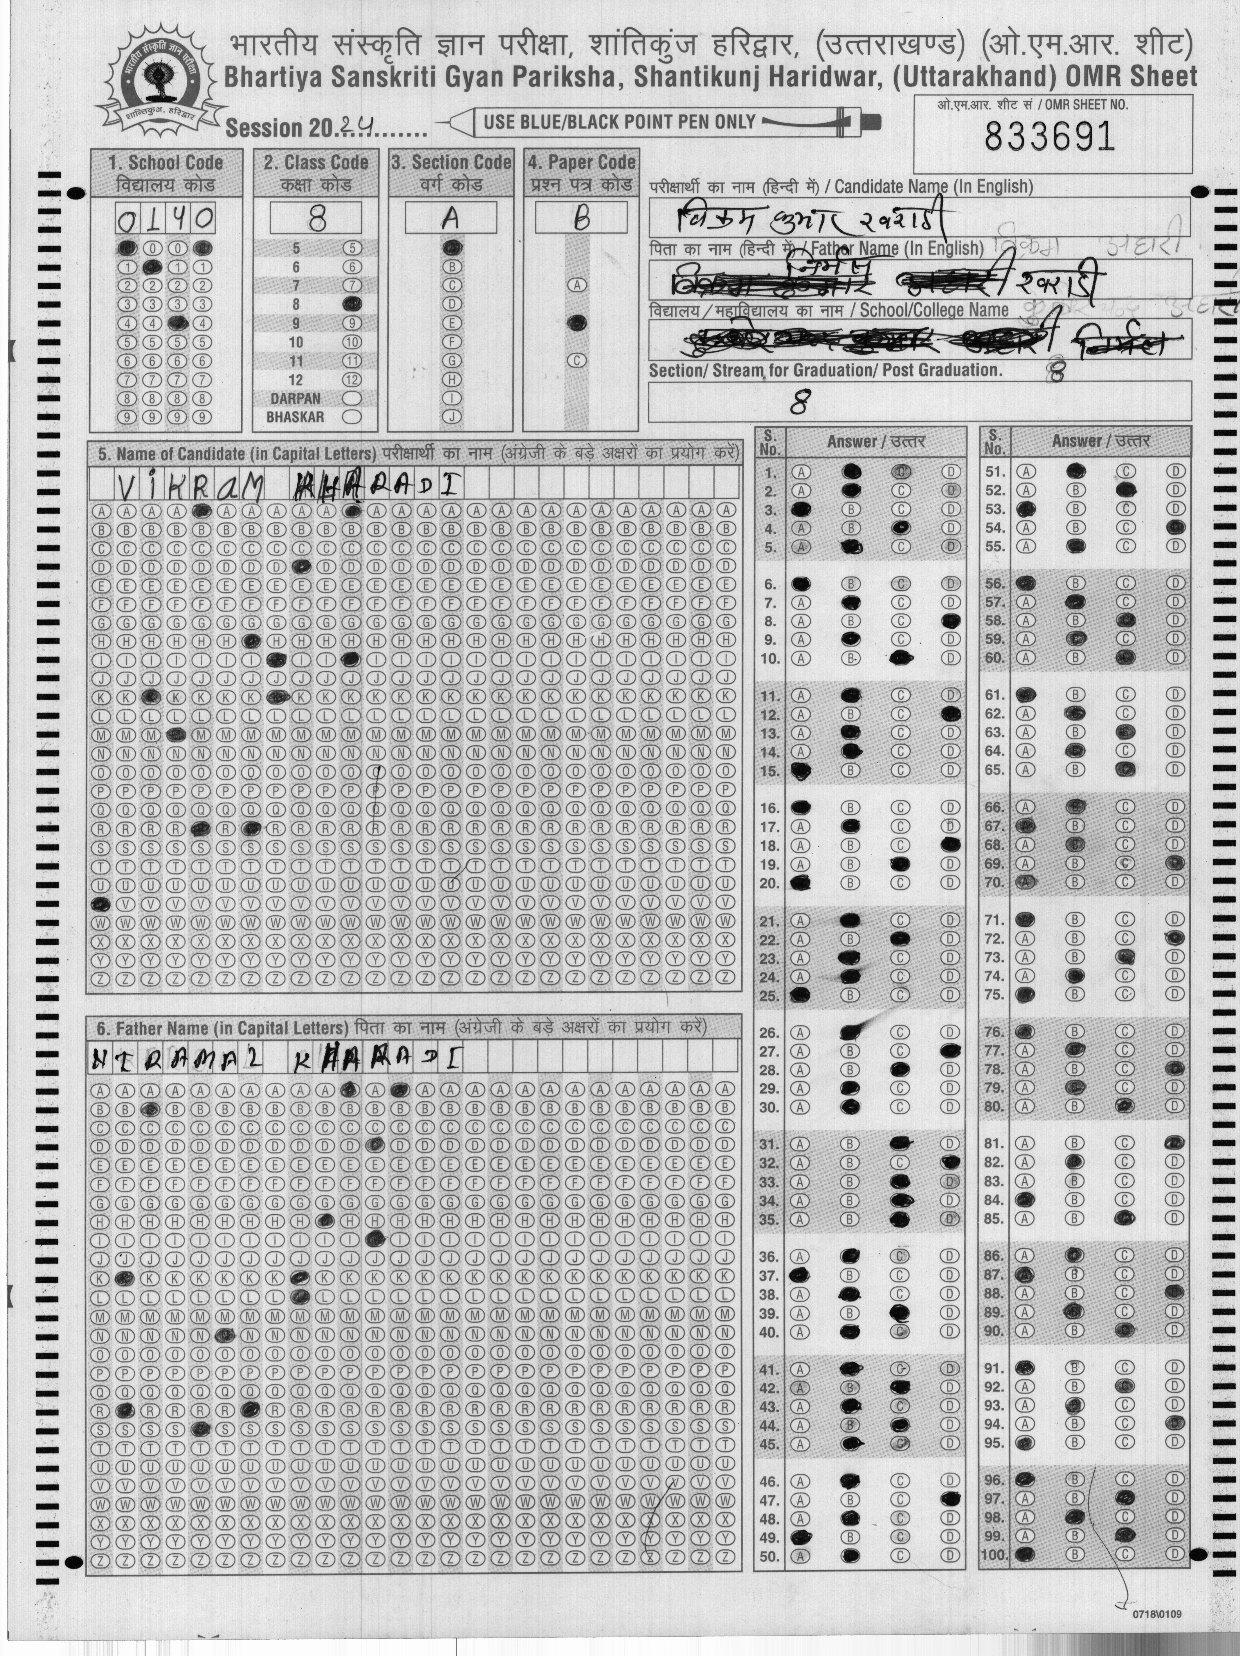 भारतीय संस्कृति ज्ञान परीक्षा, शांतिकुंज हरिद्वार, (उत्तराखण्ड) (ओ.एम.आर. शीट)
Bhartiya Sanskriti Gyan Pariksha, Shantikunj Haridwar, (Uttarakhand) OMR Sheet
Session 2024
USE BLUE/BLACK POINT PEN ONLY
ओ.एम.आर. शीट सं / OMR SHEET NO.
833691
1. School Code
विद्यालय कोड
0140
2. Class Code
कक्षा कोड
8
3. Section Code
वर्ग कोड
A
4. Paper Code
प्रश्न पत्र कोड
B
5
6
7
8
9
10
11
12
DARPAN
BHASKAR
परीक्षार्थी का नाम (हिन्दी में) / Candidate Name (In English)
विक्रम कुमार खराडी
पिता का नाम (हिन्दी में) / Father Name (In English)
निर्मल खराडी
विद्यालय/महाविद्यालय का नाम / School/College Name
Section/ Stream for Graduation/ Post Graduation.
8
8
5. Name of Candidate (in Capital Letters) परीक्षार्थी का नाम (अंग्रेजी के बड़े अक्षरों का प्रयोग करें)
ViKRaM KHARADI
6. Father Name (in Capital Letters) पिता का नाम (अंग्रेजी के बड़े अक्षरों का प्रयोग करें)
NIRAMAL KHARADI
S. No. Answer / उत्तर
S. No. Answer / उत्तर
0718\0109